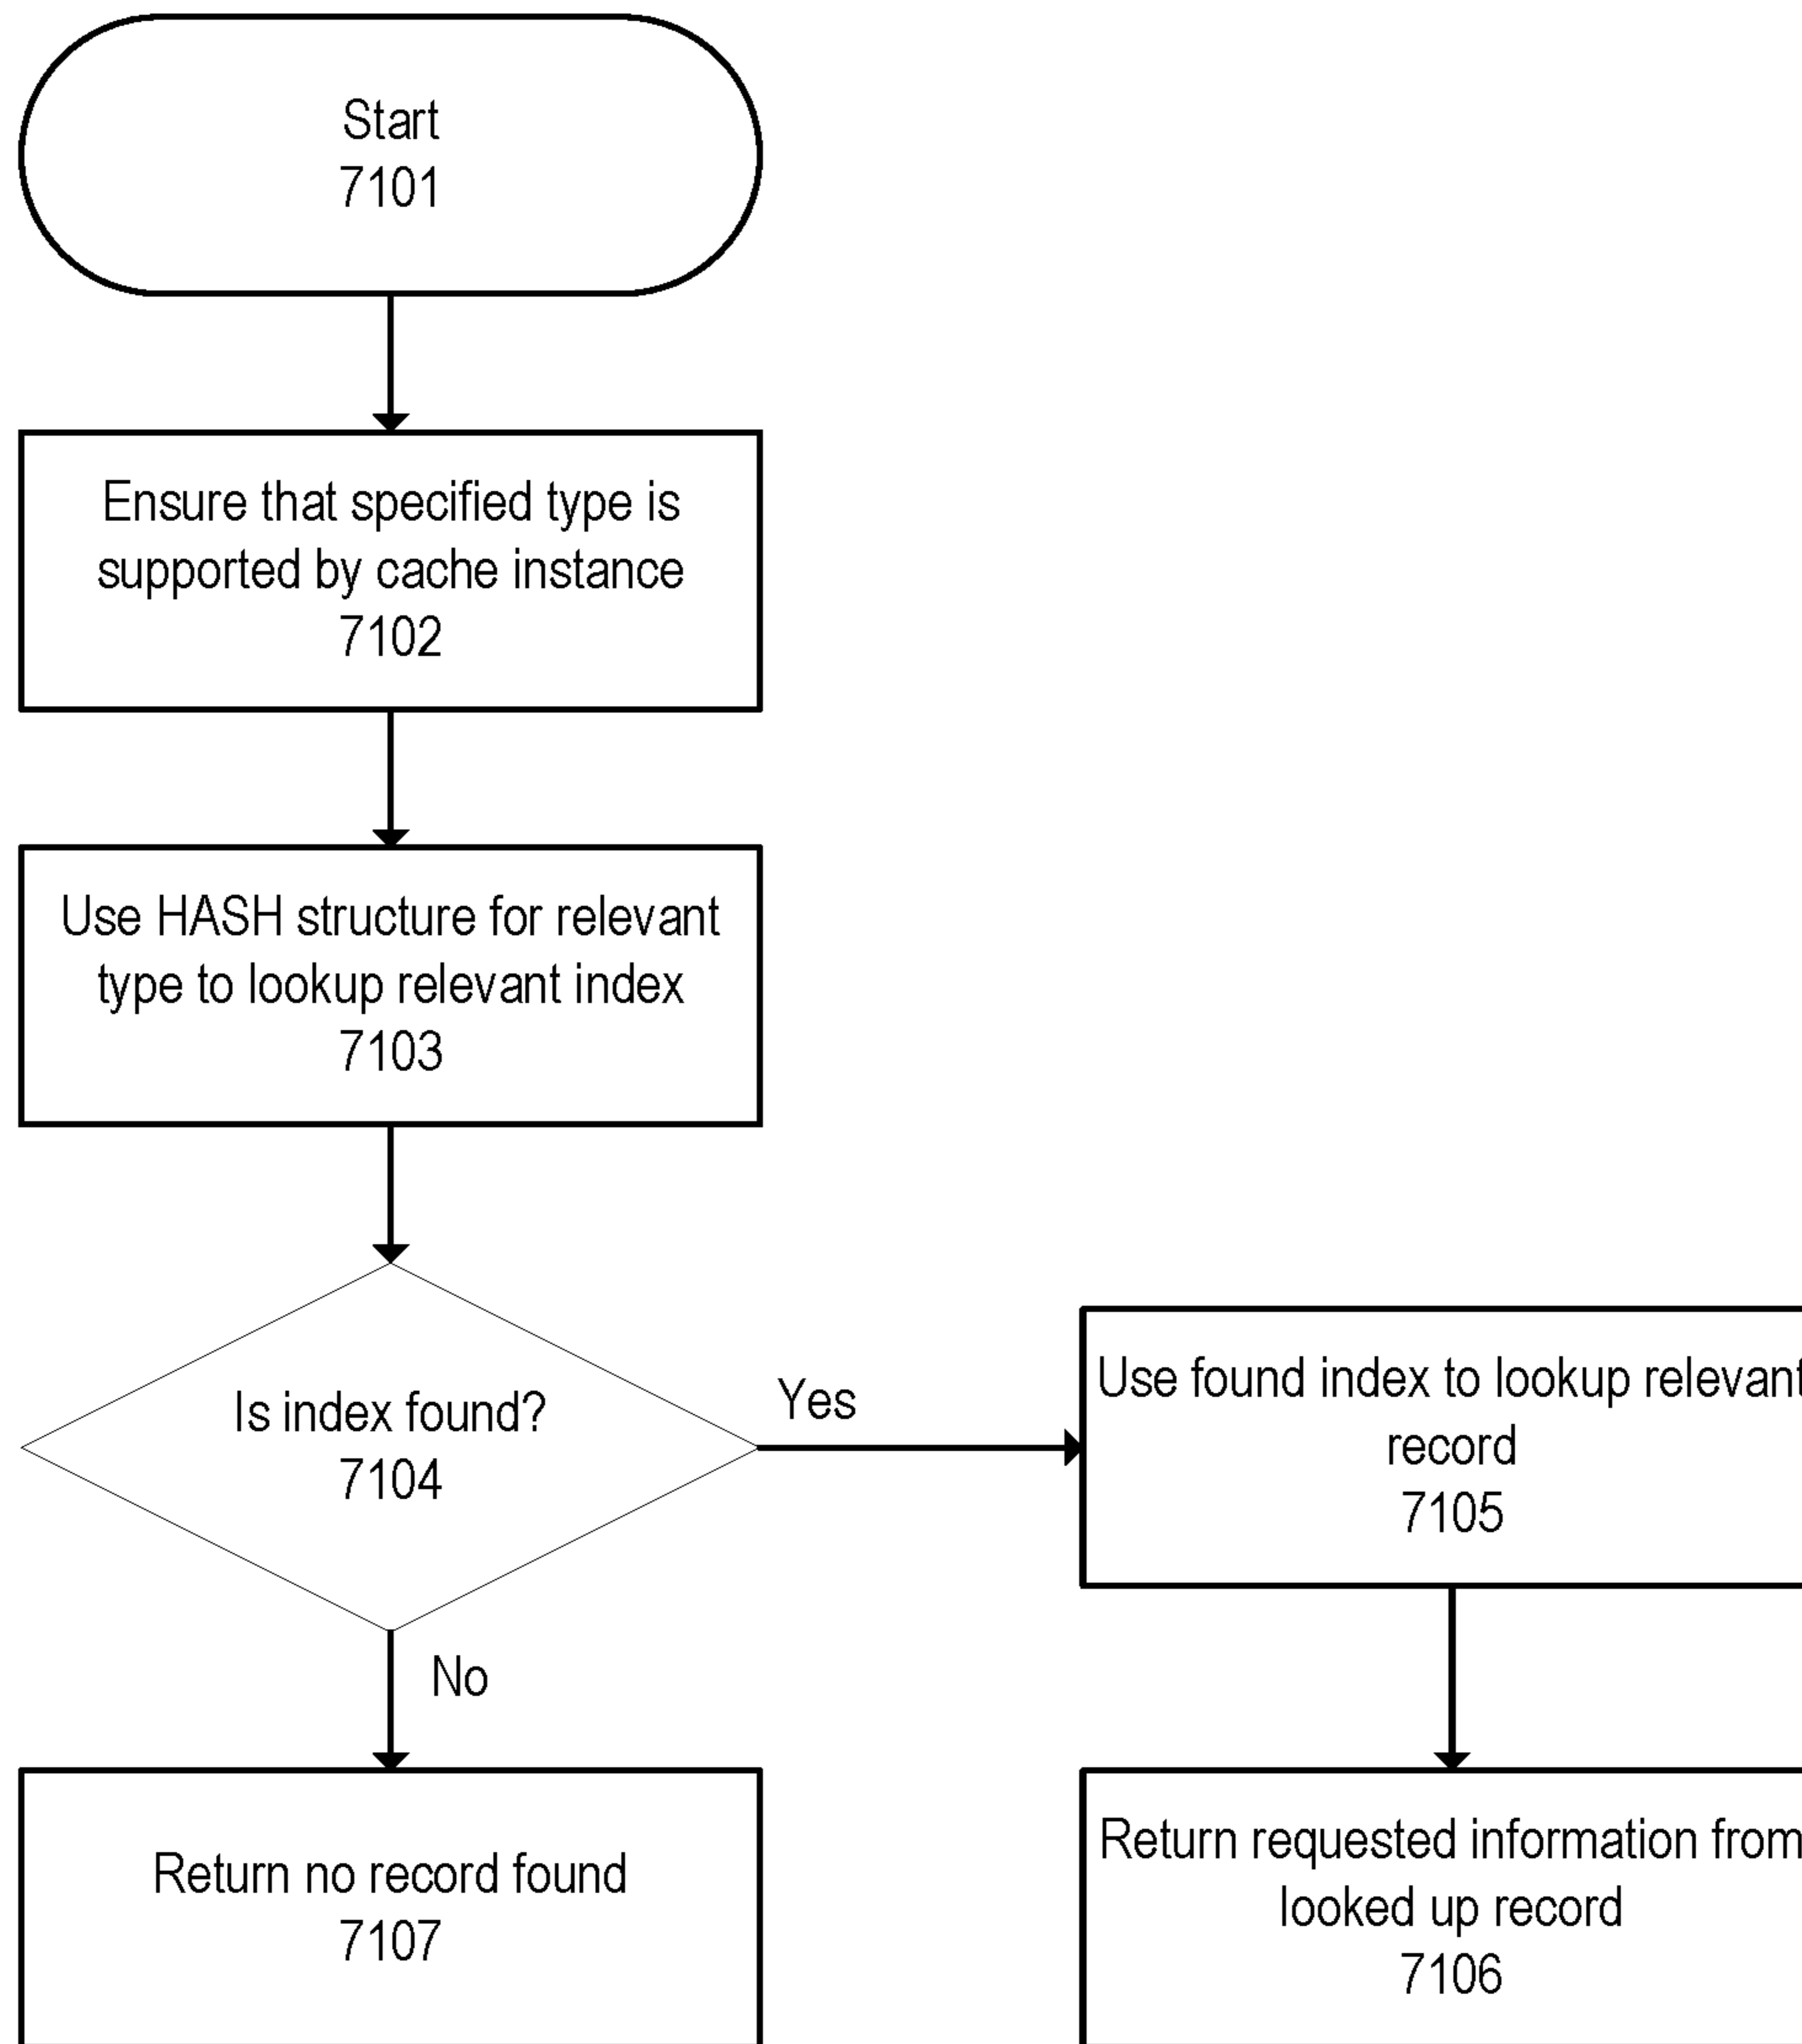 Start
7101
Ensure that specified type is
supported by cache instance
7102
Use HASH structure for relevant
type to lookup relevant index
7103
Is index found?
7104
Yes
Use found index to lookup relevant
record
7105
No
Return no record found
7107
Return requested information from
looked up record
7106